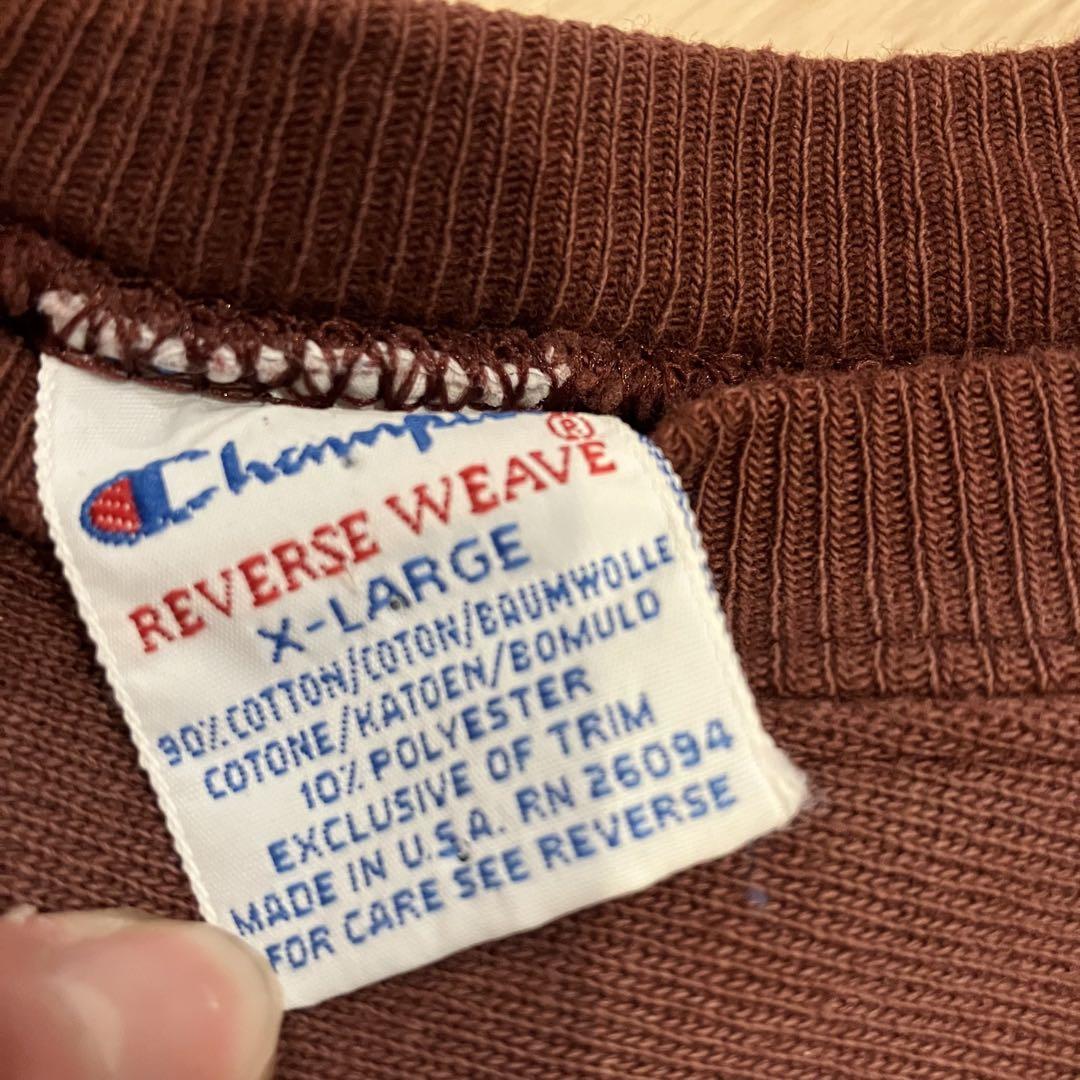 Champion
REVERSE WEAVE®
X-LARGE
90% COTTON/COTON/BAUMWOLLE
COTONE/KATOEN/BOMULD
10% POLYESTER
EXCLUSIVE OF TRIM
MADE IN U.S.A. RN 26094
FOR CARE SEE REVERSE